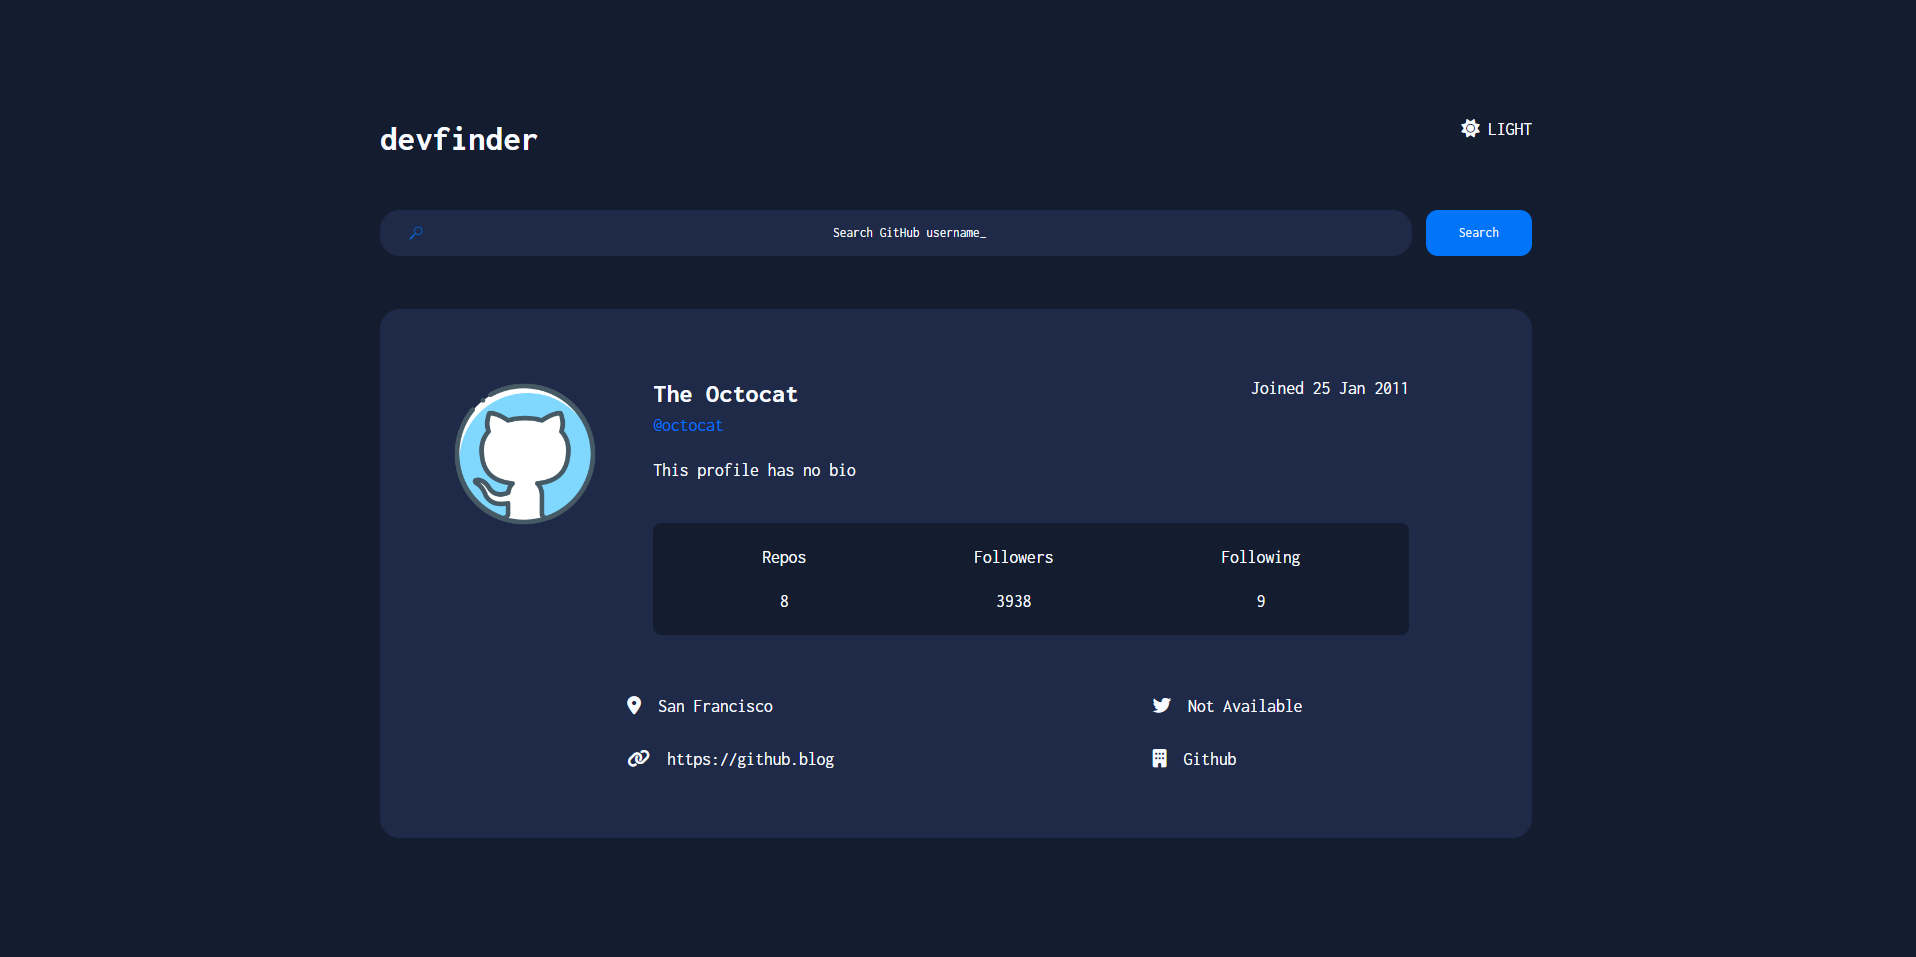 devfinder
LIGHT
Search GitHub username_
Search
The Octocat
Joined 25 Jan 2011
@octocat
This profile has no bio
Repos Followers Following
8 3938 9
San Francisco
Not Available
https://github.blog
Github